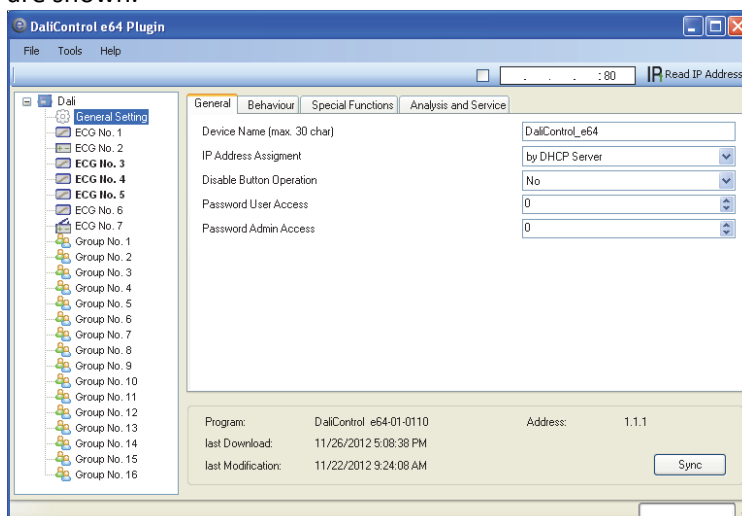 are shown.
DaliControl e64 Plugin
File Tools Help
. . . :80 Read IP Address
Dali
General Setting
ECG No. 1
ECG No. 2
ECG No. 3
ECG No. 4
ECG No. 5
ECG No. 6
ECG No. 7
Group No. 1
Group No. 2
Group No. 3
Group No. 4
Group No. 5
Group No. 6
Group No. 7
Group No. 8
Group No. 9
Group No. 10
Group No. 11
Group No. 12
Group No. 13
Group No. 14
Group No. 15
Group No. 16
General Behaviour Special Functions Analysis and Service
Device Name (max. 30 char) DaliControl_e64
IP Address Assigment by DHCP Server
Disable Button Operation No
Password User Access 0
Password Admin Access 0
Program: DaliControl e64-01-0110 Address: 1.1.1
last Download: 11/26/2012 5:08:38 PM
last Modification: 11/22/2012 9:24:08 AM
Sync